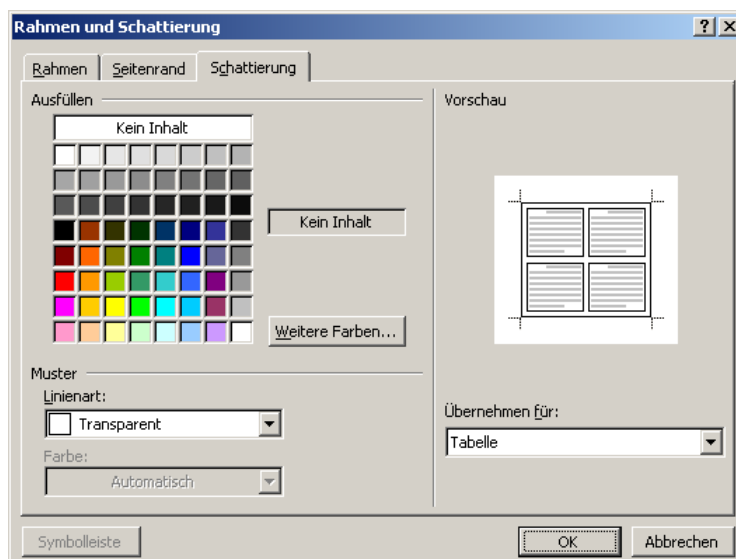 Rahmen und Schattierung
Rahmen Seitenrand Schattierung
Ausfüllen
Kein Inhalt
Kein Inhalt
Weitere Farben...
Muster
Linienart:
Transparent
Farbe:
Automatisch
Vorschau
Übernehmen für:
Tabelle
Symbolleiste OK Abbrechen